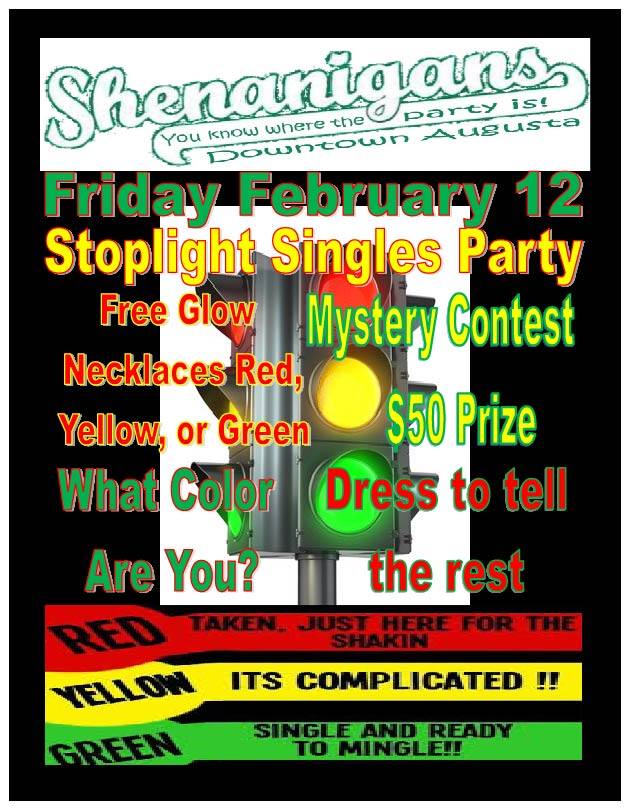 Shenanigans
You know where the party is!
Downtown Augusta
Friday February 12
Stoplight Singles Party
Free Glow
Necklaces Red,
Yellow, or Green
Mystery Contest
$50 Prize
What Color
Are You?
Dress to tell
the rest
RED
TAKEN, JUST HERE FOR THE
SHAKIN
YELLOW
ITS COMPLICATED !!
GREEN
SINGLE AND READY
TO MINGLE!!